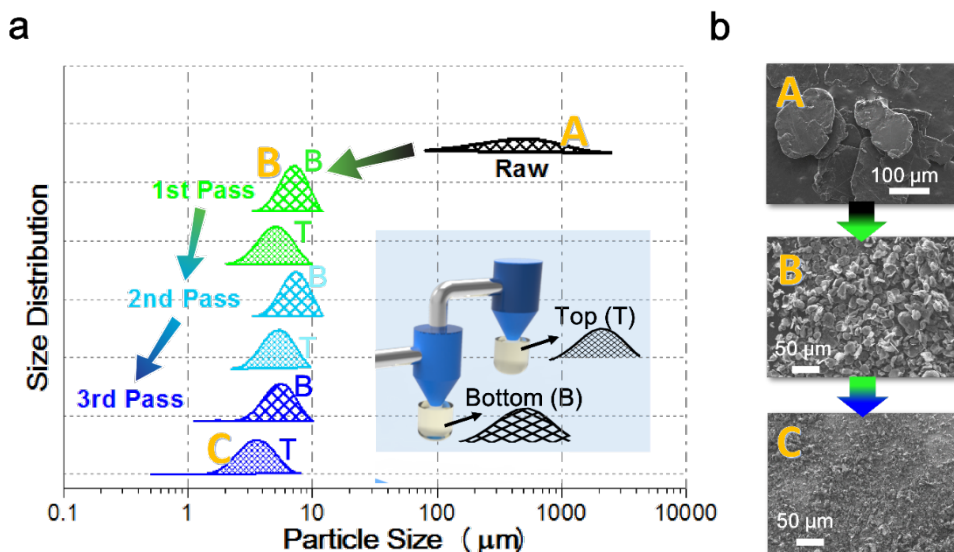 a
b
Size Distribution
A
Raw
B
B
1st Pass
T
B
2nd Pass
T
3rd Pass
B
C
T
Top (T)
Bottom (B)
0.1
1
10
100
1000
10000
Particle Size ( μm)
A
100 μm
B
50 μm
C
50 μm